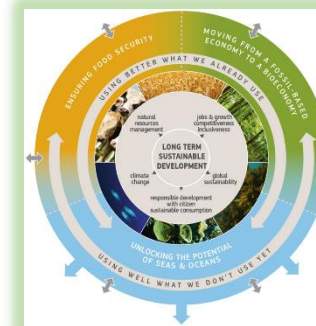 ENSURING FOOD SECURITY
MOVING FROM A FOSSIL-BASED
ECONOMY TO A BIOECONOMY
USING BETTER WHAT WE ALREADY USE
natural
resources
management
jobs & growth
competitiveness
inclusiveness
LONG TERM
SUSTAINABLE
DEVELOPMENT
climate
change
global
sustainability
responsible development
with citizen
sustainable consumption
UNLOCKING THE POTENTIAL
OF SEAS & OCEANS
USING WELL WHAT WE DON'T USE YET